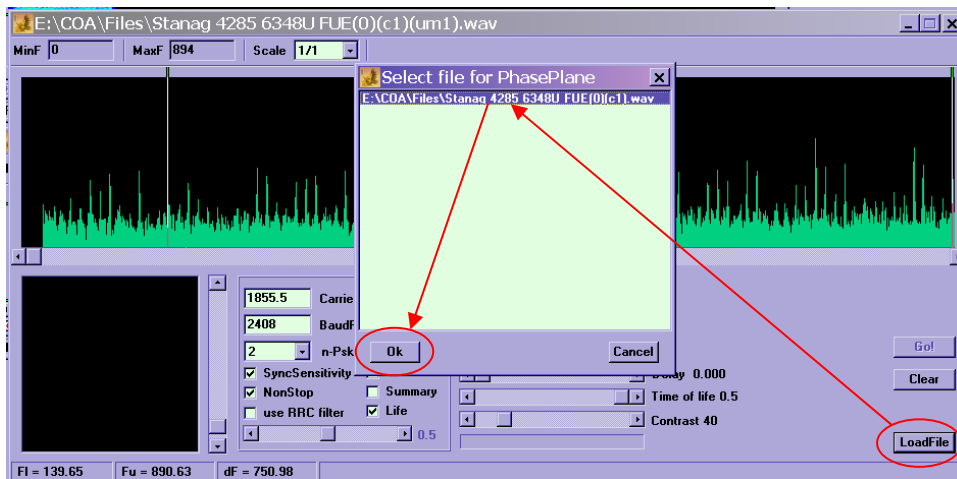 E:\COA\Files\Stanag 4285 6348U FUE(0)(c1)(um1).wav
MinF 0 MaxF 894 Scale 1/1
Select file for PhasePlane
E:\COA\Files\Stanag 4285 6348U FUE(0)(c1).wav
1855.5 Carrie
2408 BaudR
2 n-Psk
Ok Cancel
Go!
SyncSensitivity
Delay 0.000
Clear
NonStop Summary
Time of life 0.5
use RRC filter Life
Contrast 40
0.5
LoadFile
Fl = 139.65 Fu = 890.63 dF = 750.98